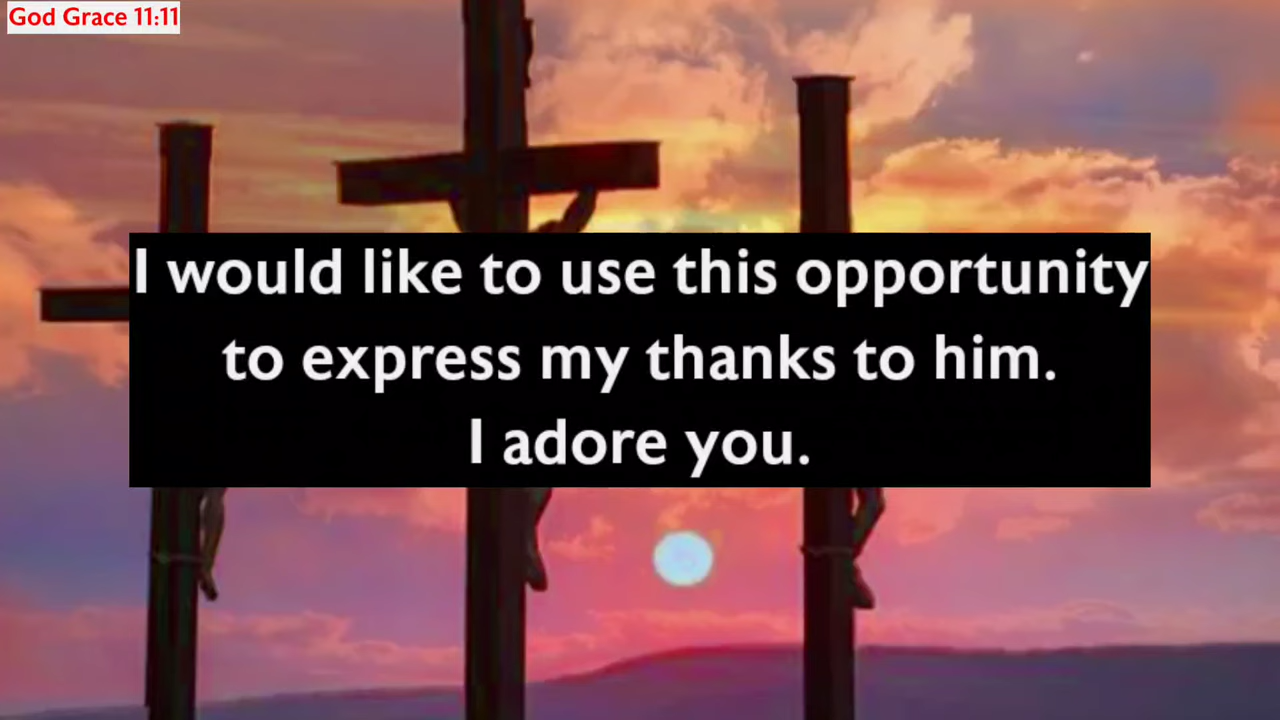 God Grace 11:11
I would like to use this opportunity
to express my thanks to him.
I adore you.